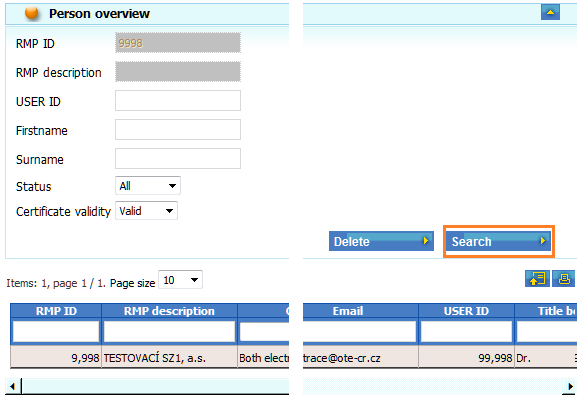 Person overview
RMP ID 9998
RMP description
USER ID
Firstname
Surname
Status All
Certificate validity Valid
Delete Search
Items: 1, page 1 / 1. Page size 10
RMP ID RMP description Email USER ID Title
9,998 TESTOVACÍ SZ1, a.s. Both trace@ote-cr.cz 99,998 Dr.